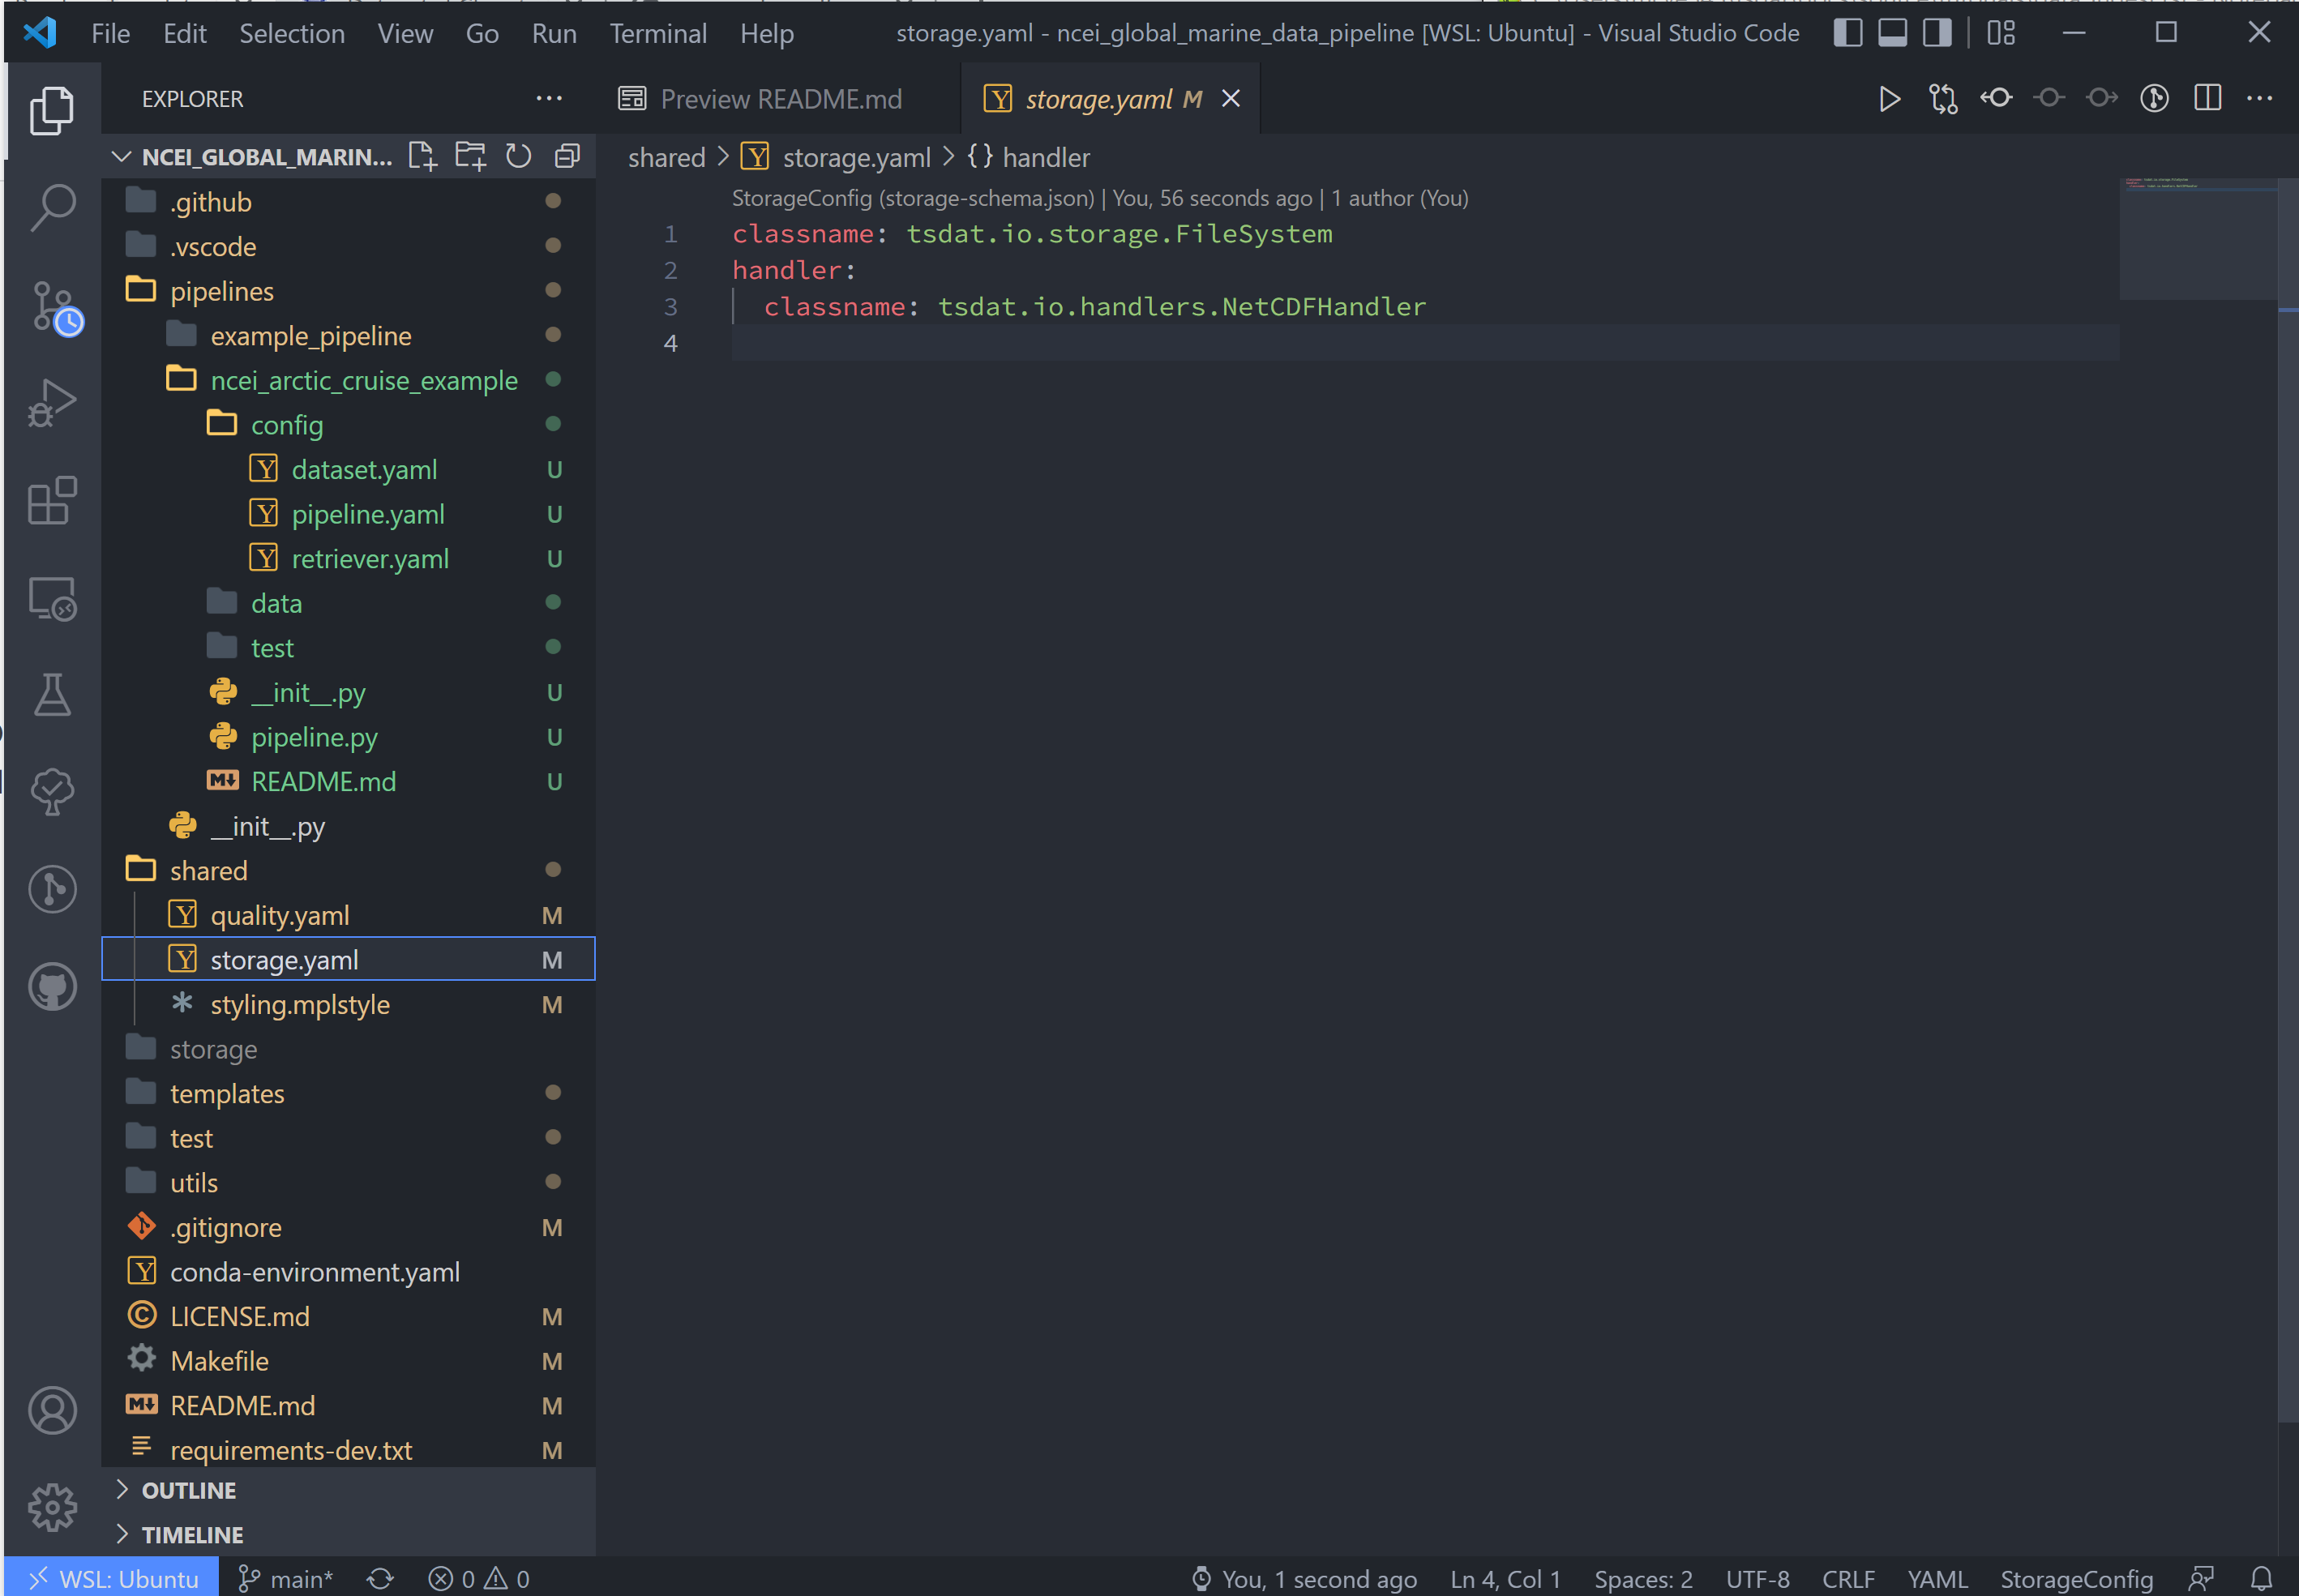 File Edit Selection View Go Run Terminal Help storage.yaml - ncei_global_marine_data_pipeline [WSL: Ubuntu] - Visual Studio Code
EXPLORER
Preview README.md
storage.yaml M
NCEI_GLOBAL_MARIN...
shared > storage.yaml > {} handler
.github
.vscode
pipelines
example_pipeline
ncei_arctic_cruise_example
config
dataset.yaml U
pipeline.yaml U
retriever.yaml U
data
test
__init__.py U
pipeline.py U
README.md U
__init__.py
shared
quality.yaml M
storage.yaml M
styling.mplstyle M
storage
templates
test
utils
.gitignore M
conda-environment.yaml
LICENSE.md M
Makefile M
README.md M
requirements-dev.txt M
OUTLINE
TIMELINE
StorageConfig (storage-schema.json) | You, 56 seconds ago | 1 author (You)
1 classname: tsdat.io.storage.FileSystem
2 handler:
3 classname: tsdat.io.handlers.NetCDFHandler
4
WSL: Ubuntu main* 0 0 You, 1 second ago Ln 4, Col 1 Spaces: 2 UTF-8 CRLF YAML StorageConfig